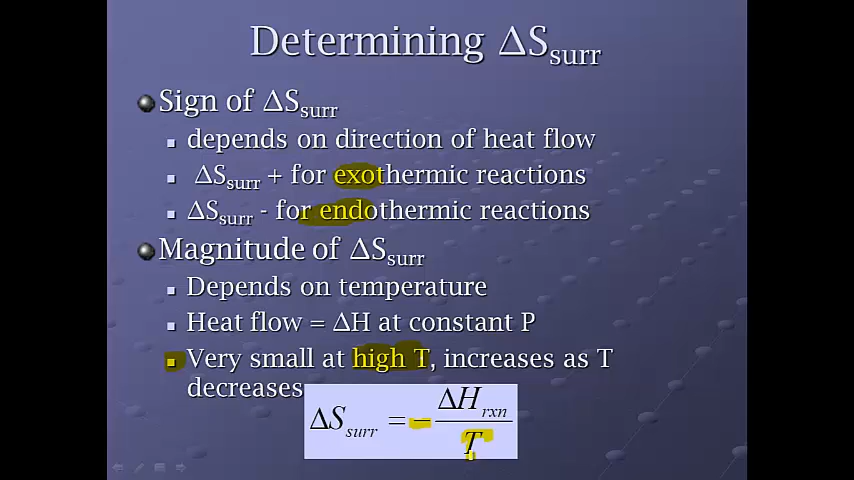 Determining ΔSsurr
Sign of ΔSsurr
depends on direction of heat flow
ΔSsurr + for exothermic reactions
ΔSsurr - for endothermic reactions
Magnitude of ΔSsurr
Depends on temperature
Heat flow = ΔH at constant P
Very small at high T, increases as T
decreases
ΔSsurr = − ΔHrxn / T